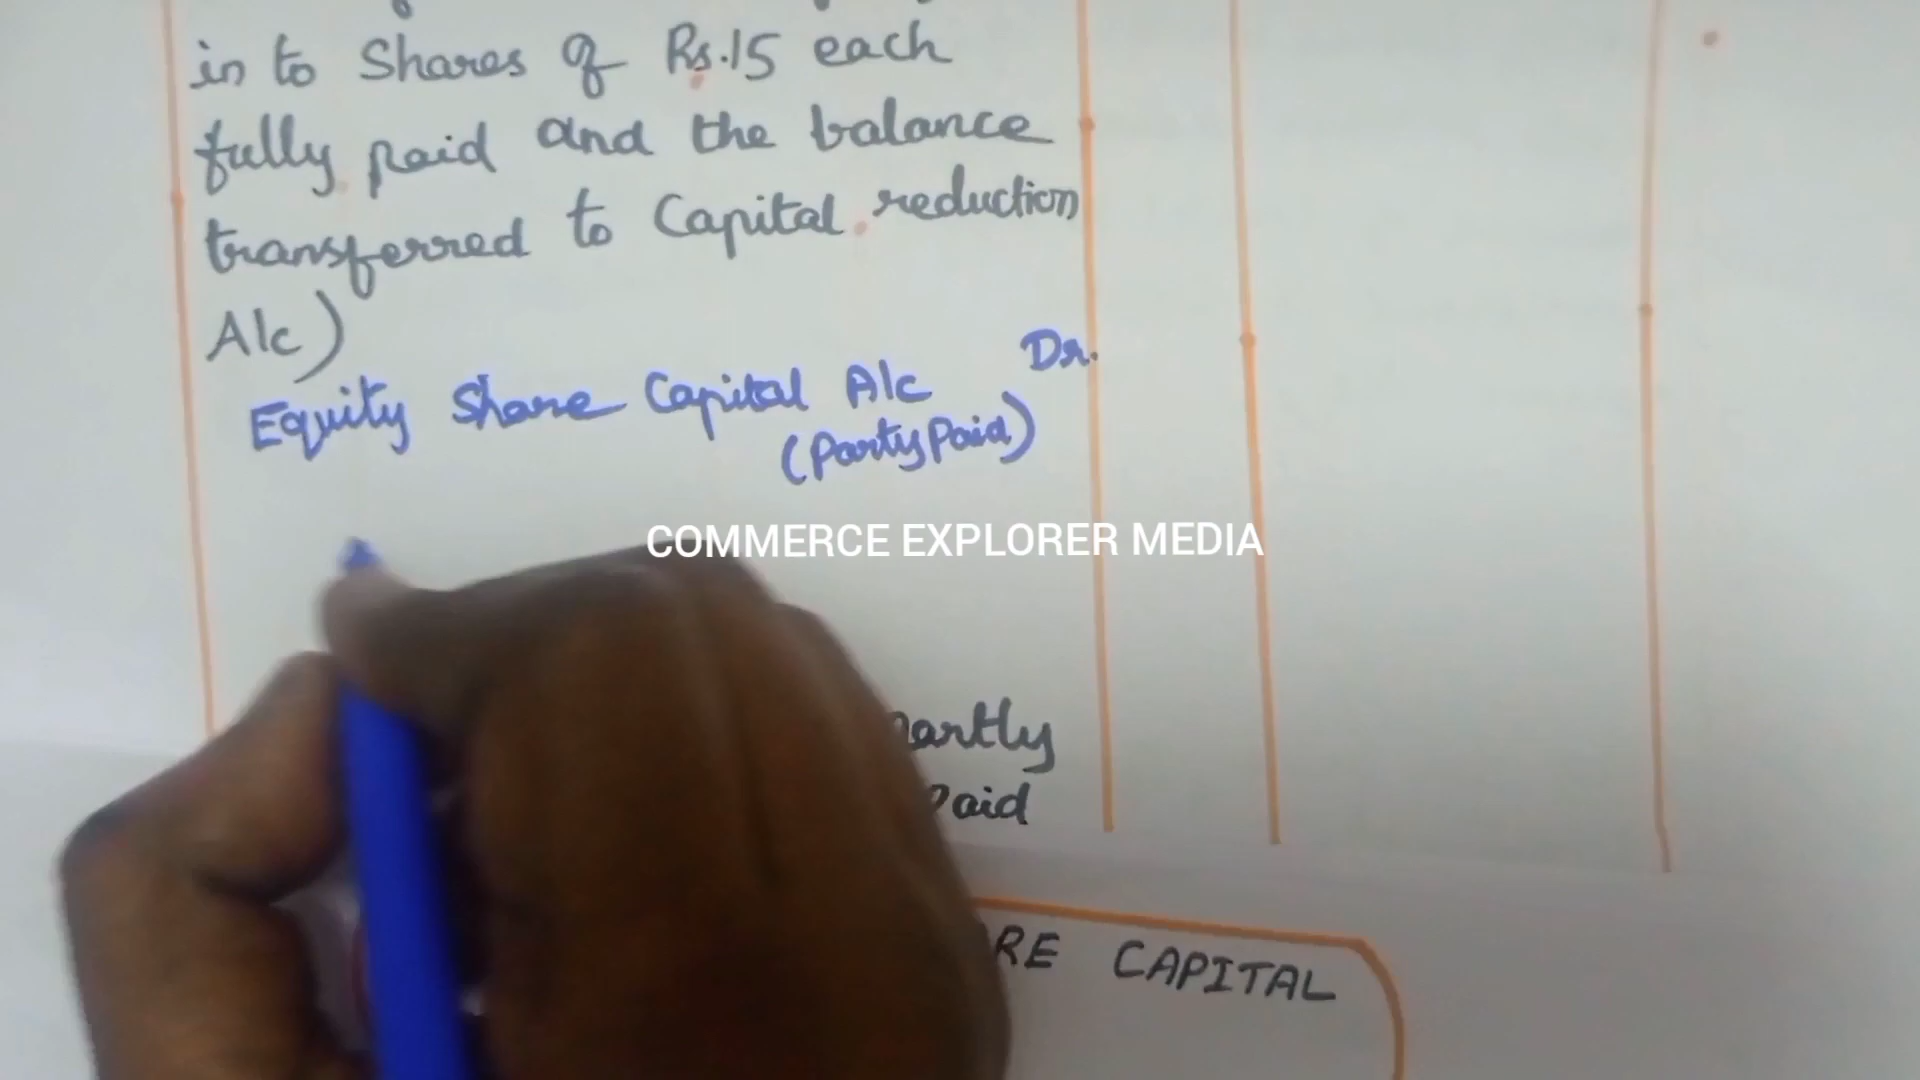 in to Shares of Rs.15 each
fully paid and the balance
transferred to Capital reduction
A/c)
Equity Share Capital A/c Dr.
(Party Paid)
COMMERCE EXPLORER MEDIA
artly
aid
RE CAPITAL